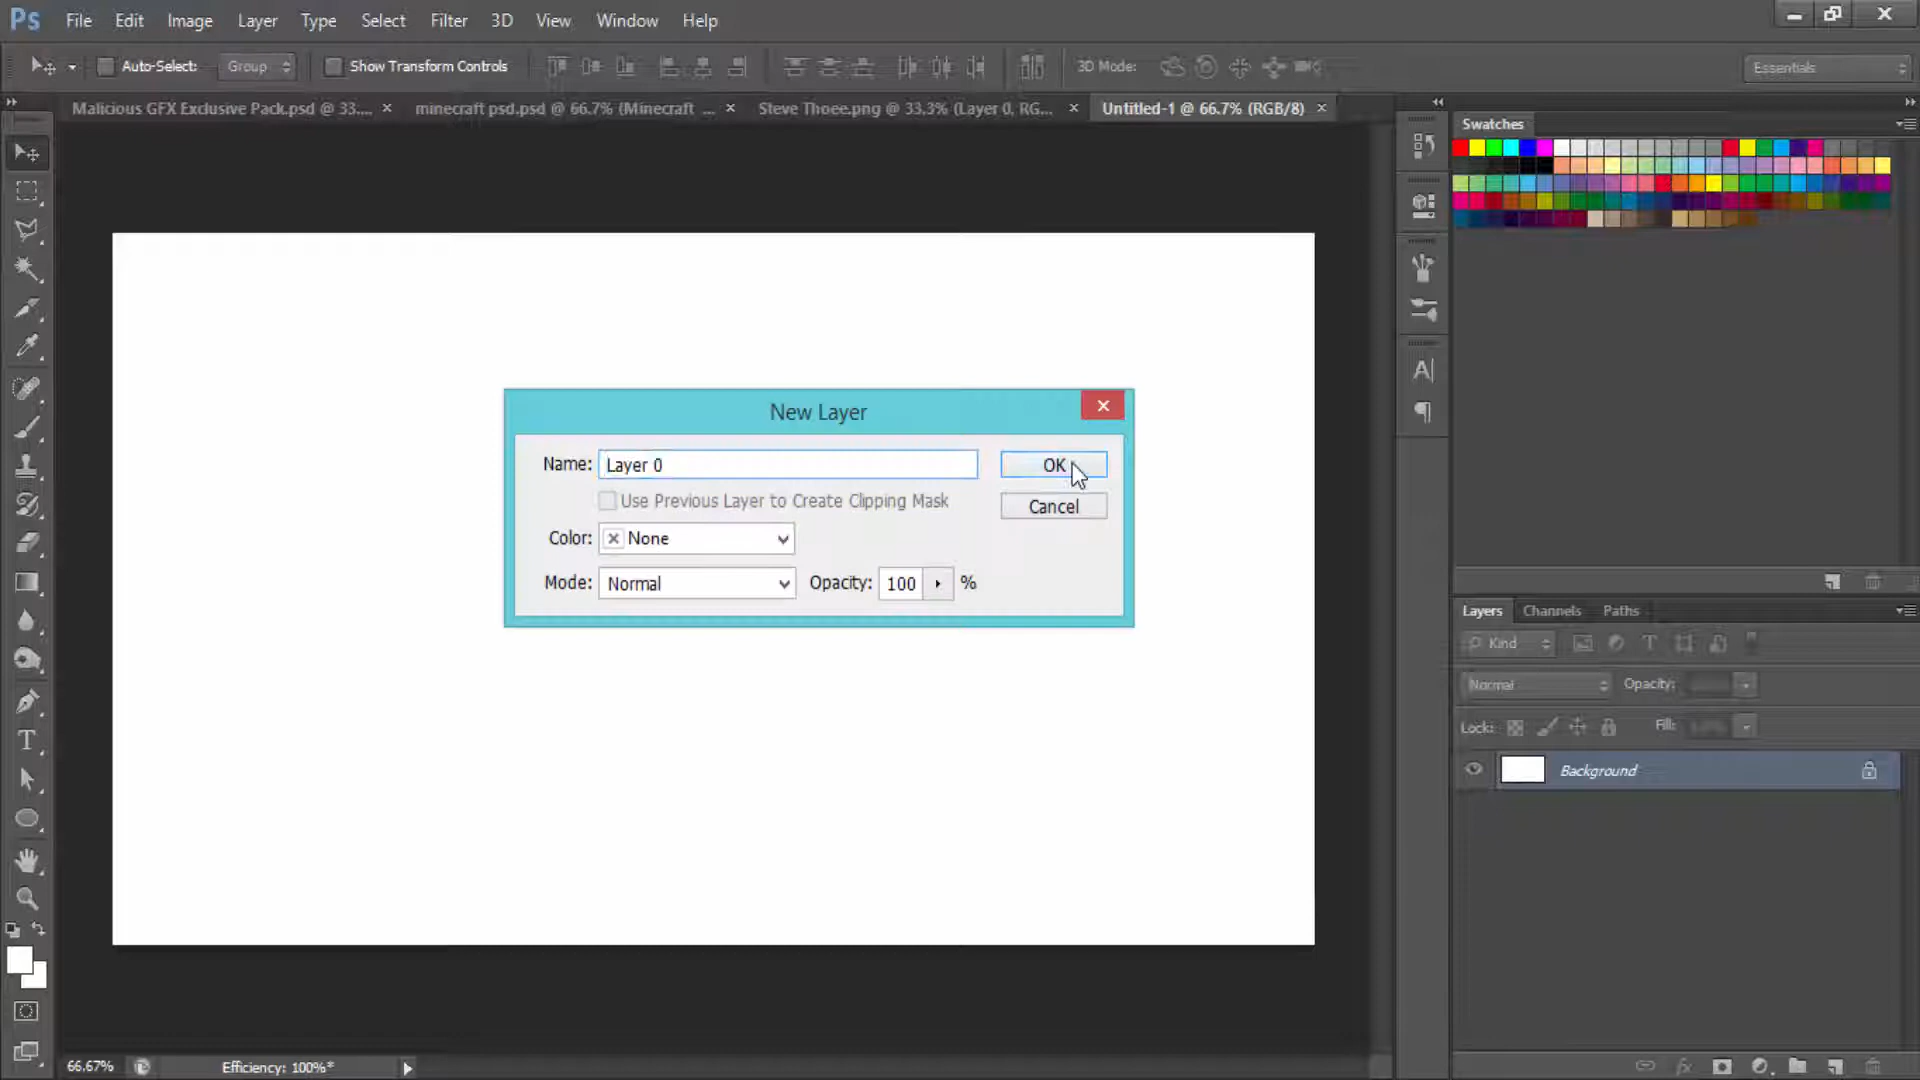 Ps File Edit Image Layer Type Select Filter 3D View Window Help
Auto-Select: Group Show Transform Controls 3D Mode: Essentials
Malicious GFX Exclusive Pack.psd @ 33.... × minecraft psd.psd @ 66.7% (Minecraft ... × Steve Thoee.png @ 33.3% (Layer 0, RG... × Untitled-1 @ 66.7% (RGB/8) ×
Swatches
New Layer
Name: Layer 0 OK
Use Previous Layer to Create Clipping Mask Cancel
Color: None
Mode: Normal Opacity: 100 %
Layers Channels Paths
Kind
Normal Opacity:
Lock: Fill:
Background
66.67% Efficiency: 100%*